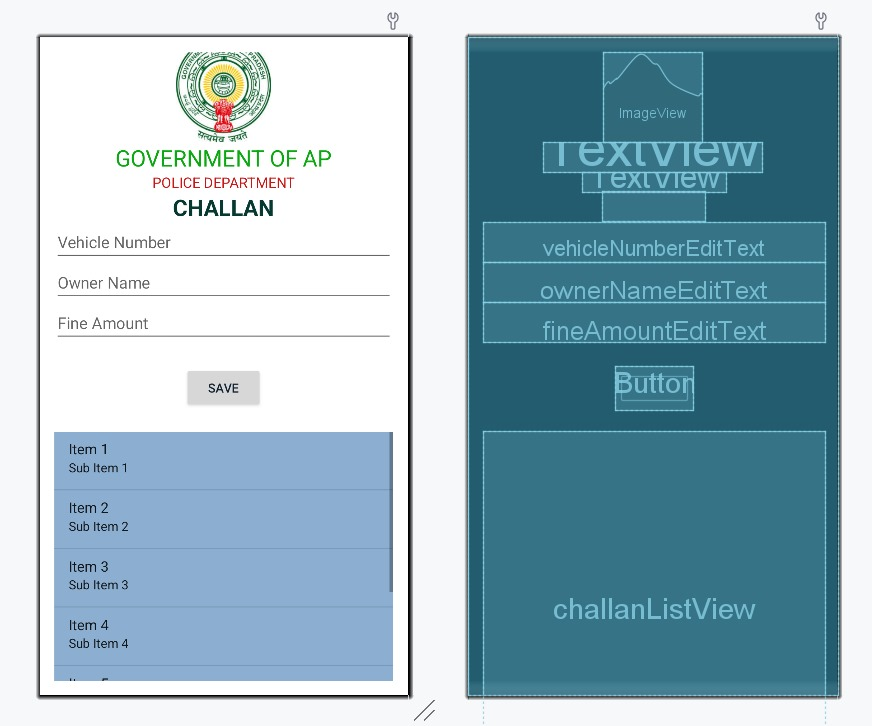 GOVERNMENT OF AP
POLICE DEPARTMENT
CHALLAN
Vehicle Number
Owner Name
Fine Amount
SAVE
Item 1
Sub Item 1
Item 2
Sub Item 2
Item 3
Sub Item 3
Item 4
Sub Item 4
सत्यमेव जयते
ImageView
TextView
TextView
vehicleNumberEditText
ownerNameEditText
fineAmountEditText
Button
challanListView